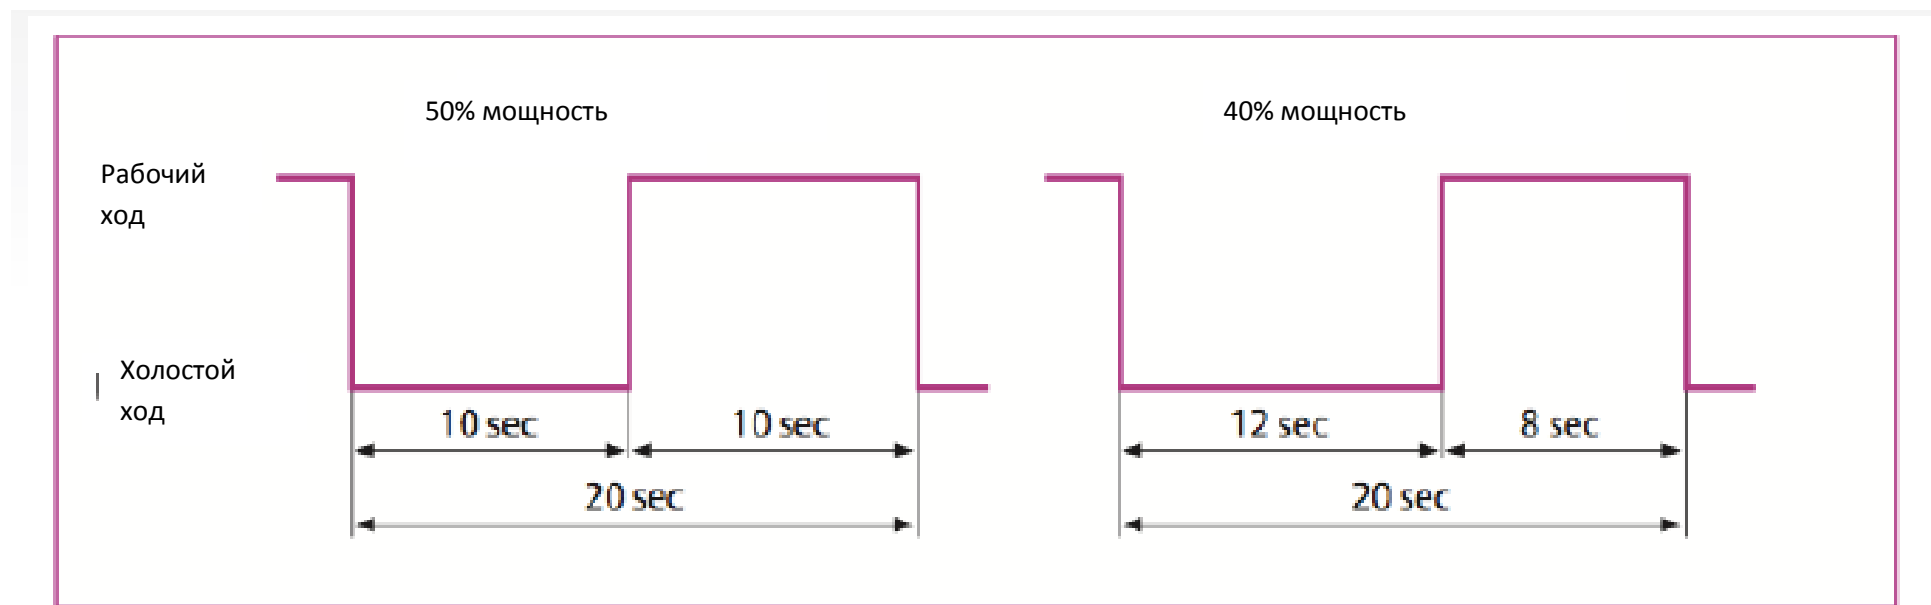 50% мощность
40% мощность
Рабочий
ход
Холостой
ход
10 sec
10 sec
12 sec
8 sec
20 sec
20 sec